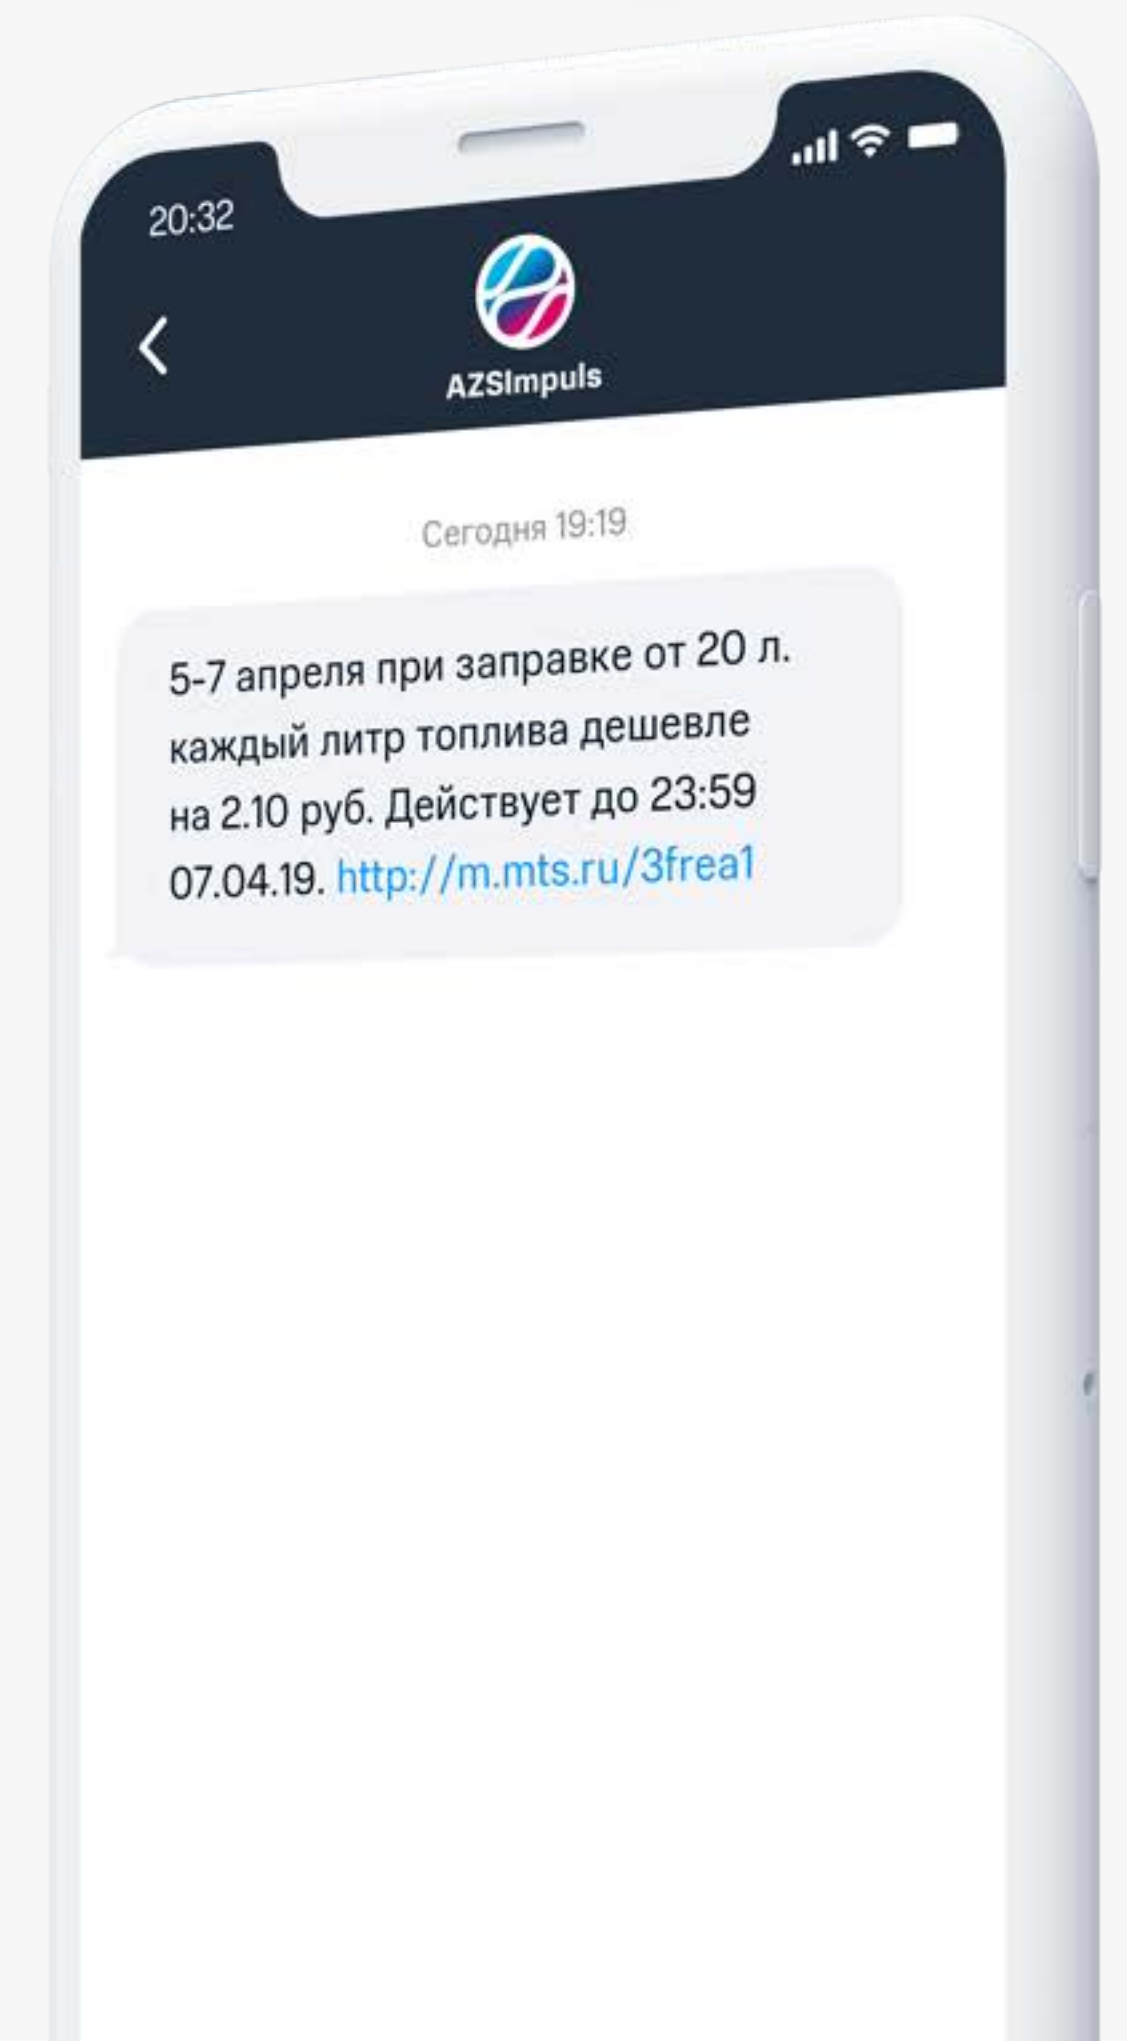 20:32
AZSImpuls
Сегодня 19:19
5-7 апреля при заправке от 20 л.
каждый литр топлива дешевле
на 2.10 руб. Действует до 23:59
07.04.19. http://m.mts.ru/3frea1